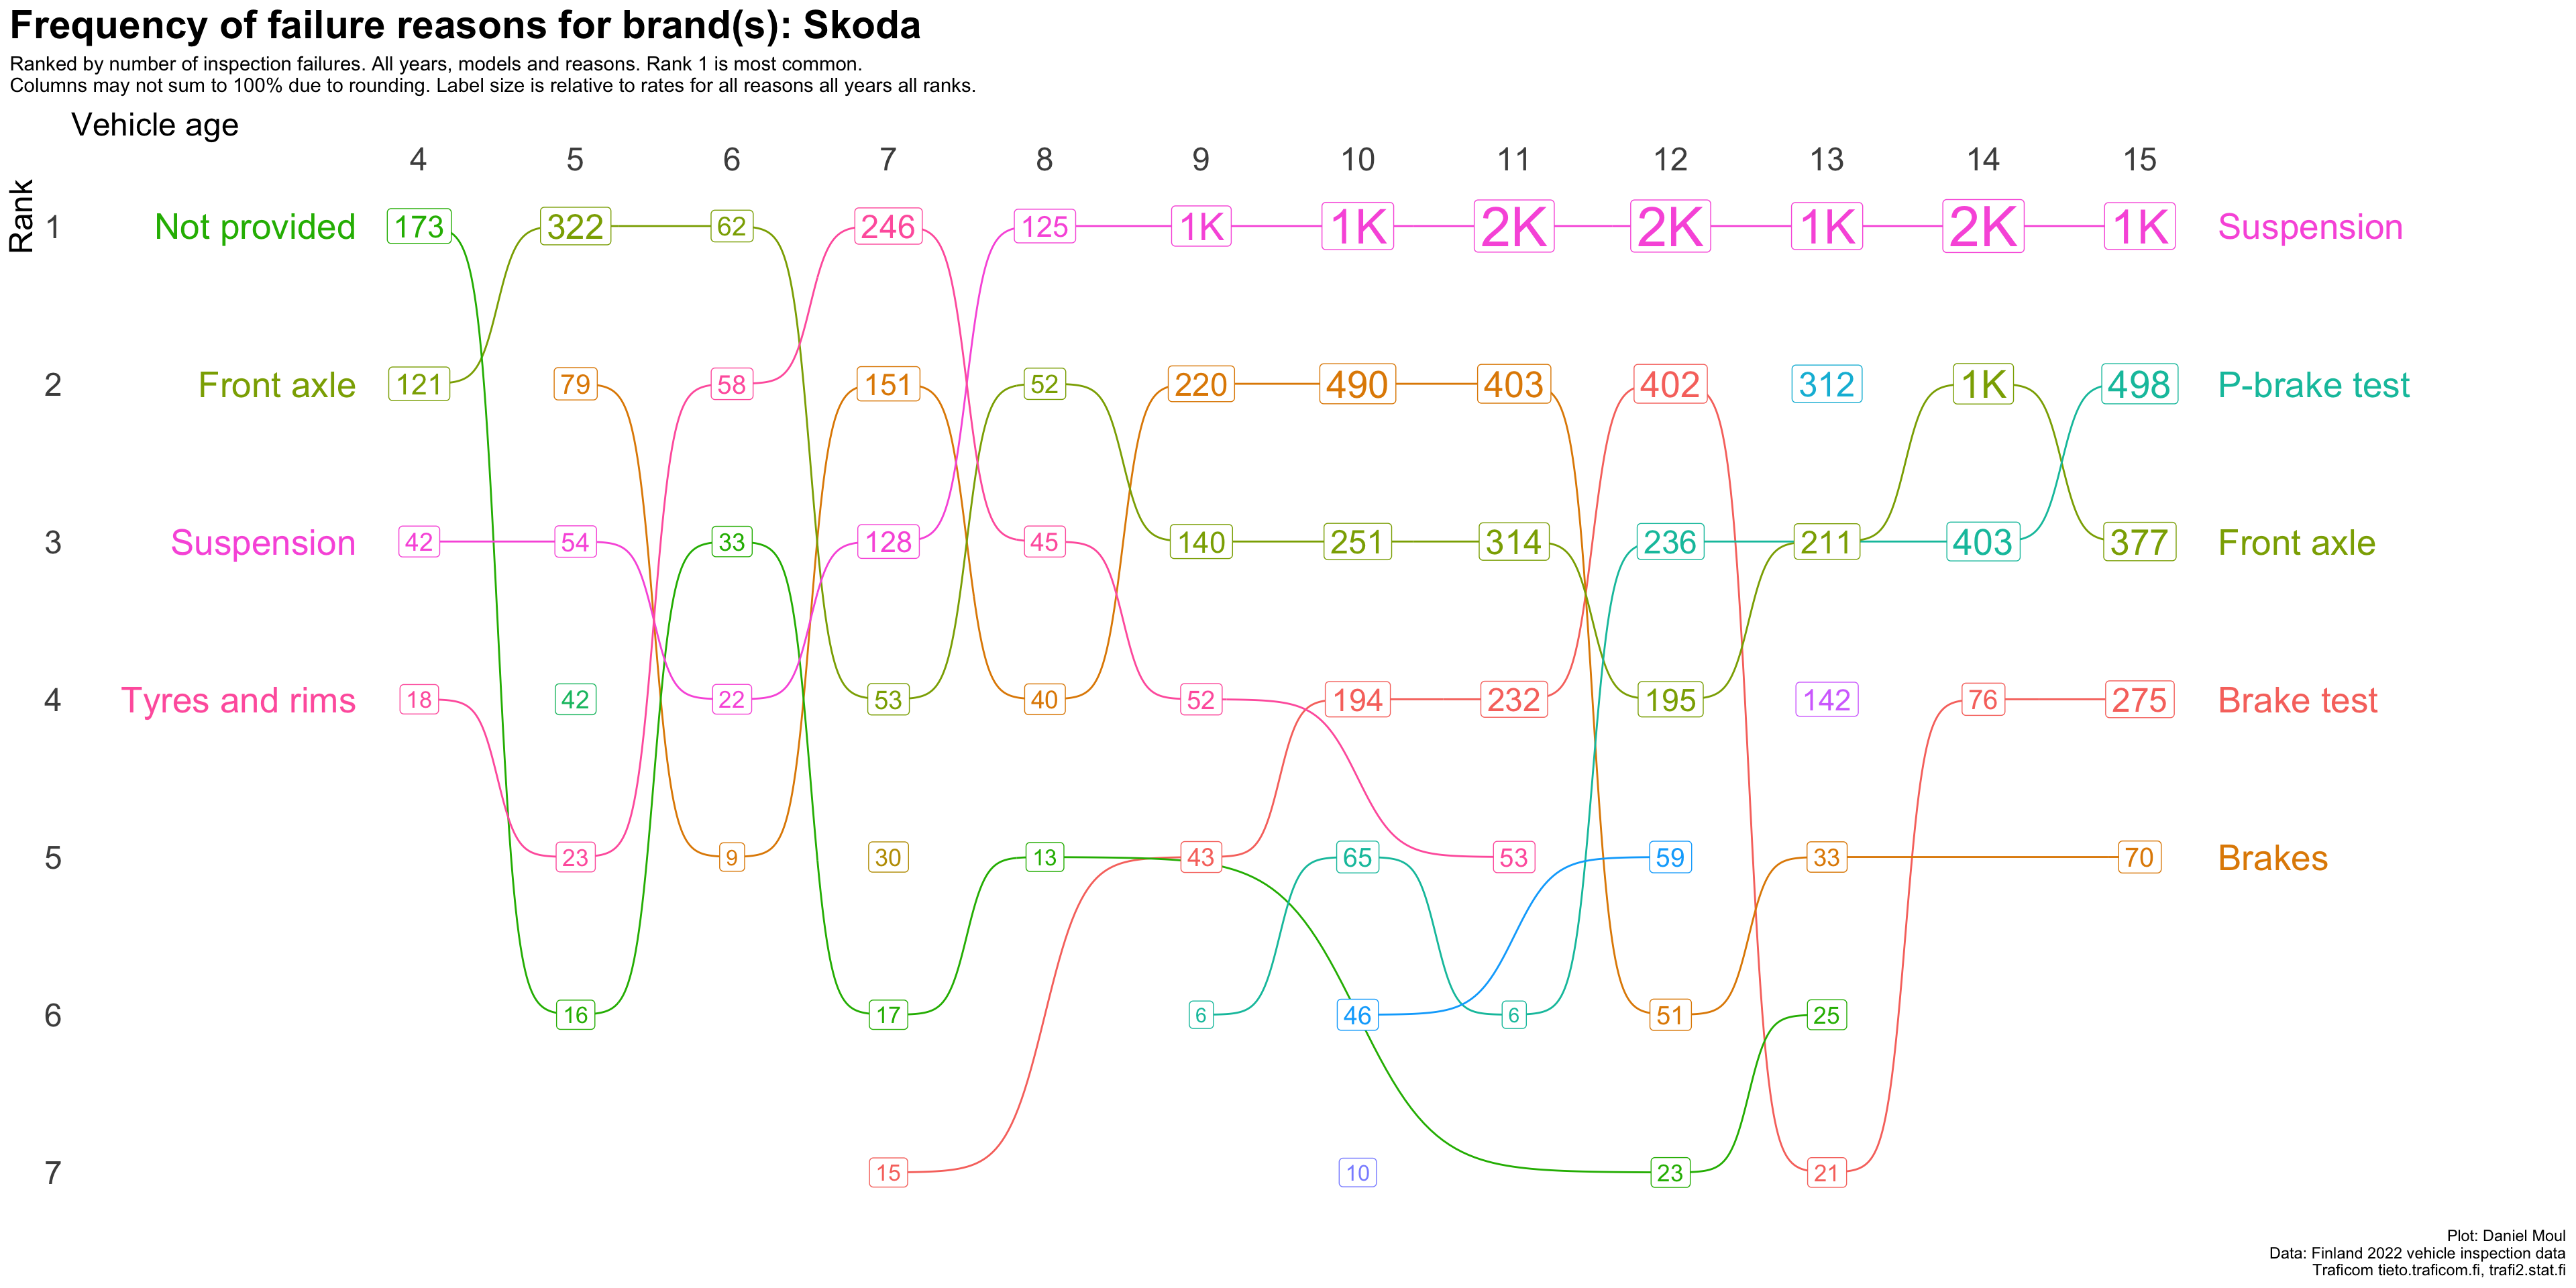 Frequency of failure reasons for brand(s): Skoda
Ranked by number of inspection failures. All years, models and reasons. Rank 1 is most common.
Columns may not sum to 100% due to rounding. Label size is relative to rates for all reasons all years all ranks.
Vehicle age
4 5 6 7 8 9 10 11 12 13 14 15
Rank
1 Not provided 173 322 62 246 125 1K 1K 2K 2K 1K 2K 1K Suspension
2 Front axle 121 79 58 151 52 220 490 403 402 312 1K 498 P-brake test
3 Suspension 42 54 33 128 45 140 251 314 236 211 403 377 Front axle
4 Tyres and rims 18 42 22 53 40 52 194 232 195 142 76 275 Brake test
5 23 9 30 13 43 65 53 59 33 70 Brakes
6 16 17 6 46 6 51 25
7 15 10 23 21
Plot: Daniel Moul
Data: Finland 2022 vehicle inspection data
Traficom tieto.traficom.fi, trafi2.stat.fi